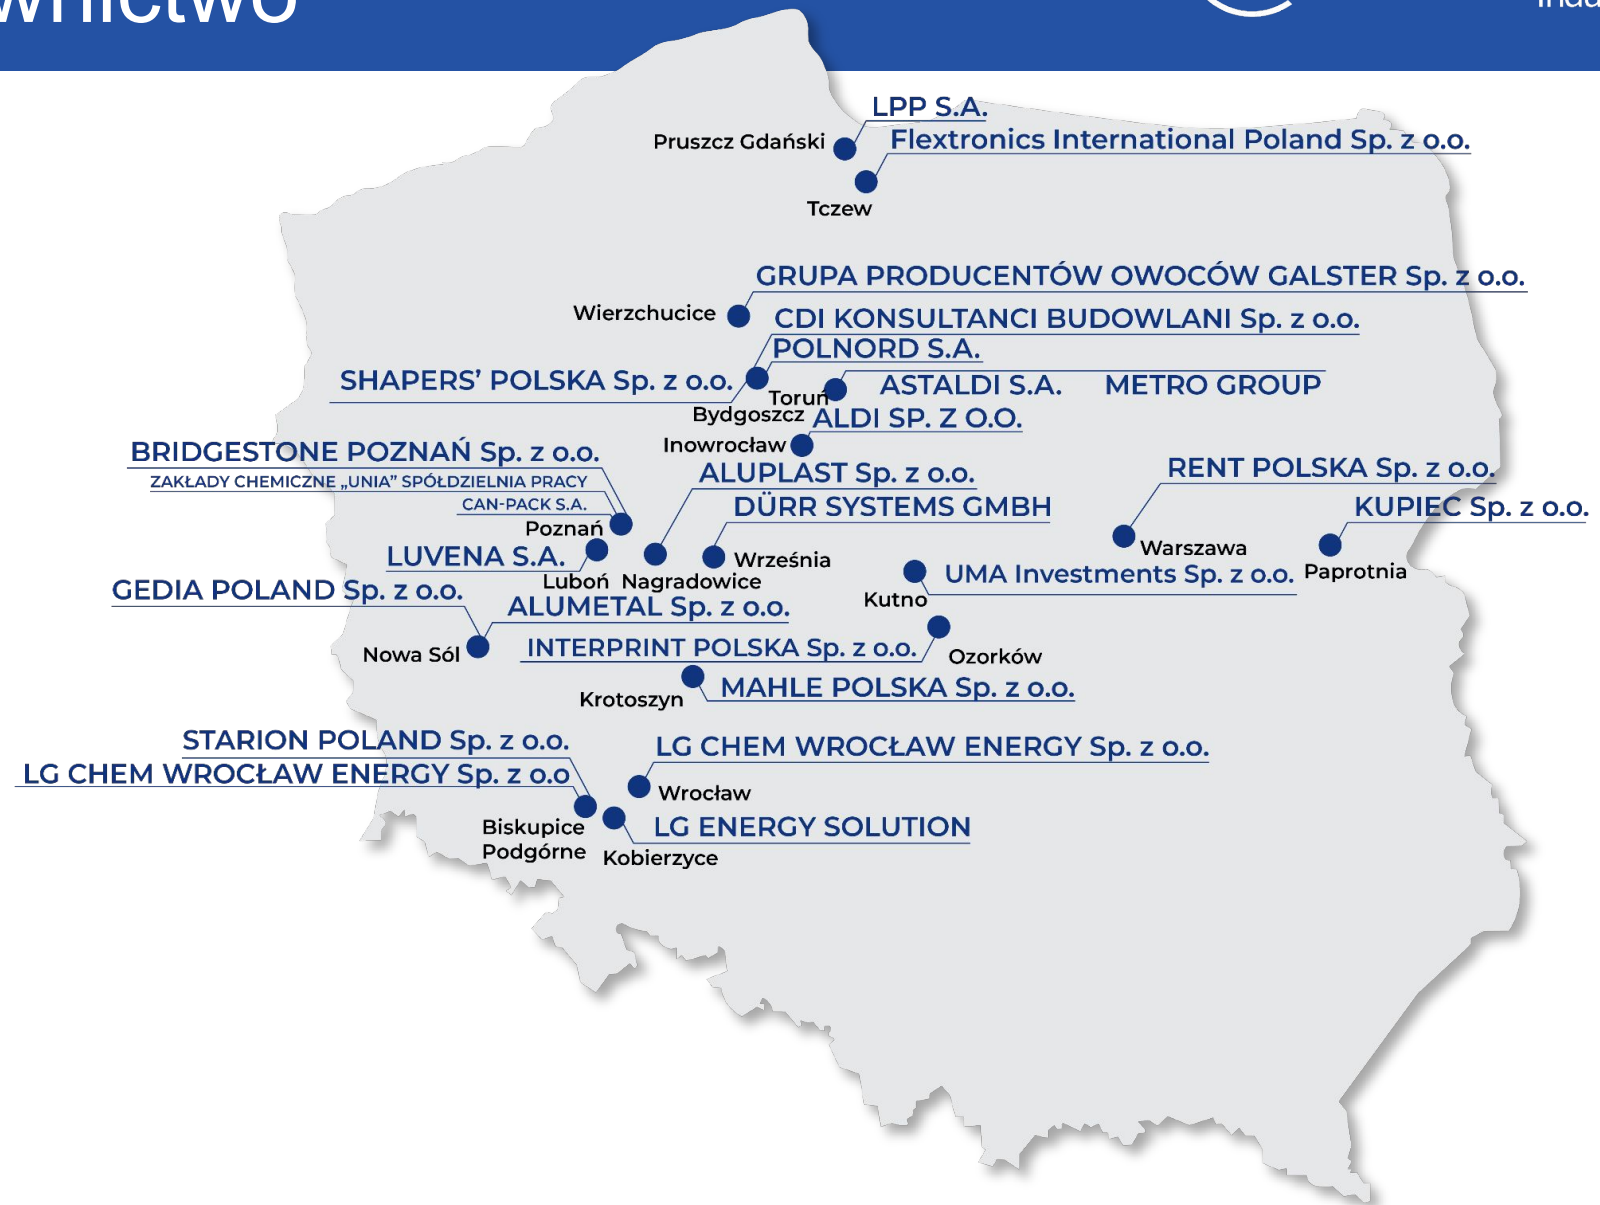 LPP S.A.
Pruszcz Gdański
Flextronics International Poland Sp. z o.o.
Tczew
GRUPA PRODUCENTÓW OWOCÓW GALSTER Sp. z o.o.
Wierzchucice
CDI KONSULTANCI BUDOWLANI Sp. z o.o.
POLNORD S.A.
SHAPERS’ POLSKA Sp. z o.o.
Toruń
ASTALDI S.A. METRO GROUP
Bydgoszcz
ALDI SP. Z O.O.
Inowrocław
BRIDGESTONE POZNAŃ Sp. z o.o.
ZAKŁADY CHEMICZNE „UNIA” SPÓŁDZIELNIA PRACY
CAN-PACK S.A.
Poznań
ALUPLAST Sp. z o.o.
DÜRR SYSTEMS GMBH
RENT POLSKA Sp. z o.o.
KUPIEC Sp. z o.o.
LUVENA S.A.
Września
Warszawa
Luboń
Nagradowice
UMA Investments Sp. z o.o.
Paprotnia
Kutno
GEDIA POLAND Sp. z o.o.
ALUMETAL Sp. z o.o.
Nowa Sól
INTERPRINT POLSKA Sp. z o.o.
Ozorków
Krotoszyn
MAHLE POLSKA Sp. z o.o.
STARION POLAND Sp. z o.o.
LG CHEM WROCŁAW ENERGY Sp. z o.o.
LG CHEM WROCŁAW ENERGY Sp. z o.o
Wrocław
Biskupice
Podgórne
LG ENERGY SOLUTION
Kobierzyce